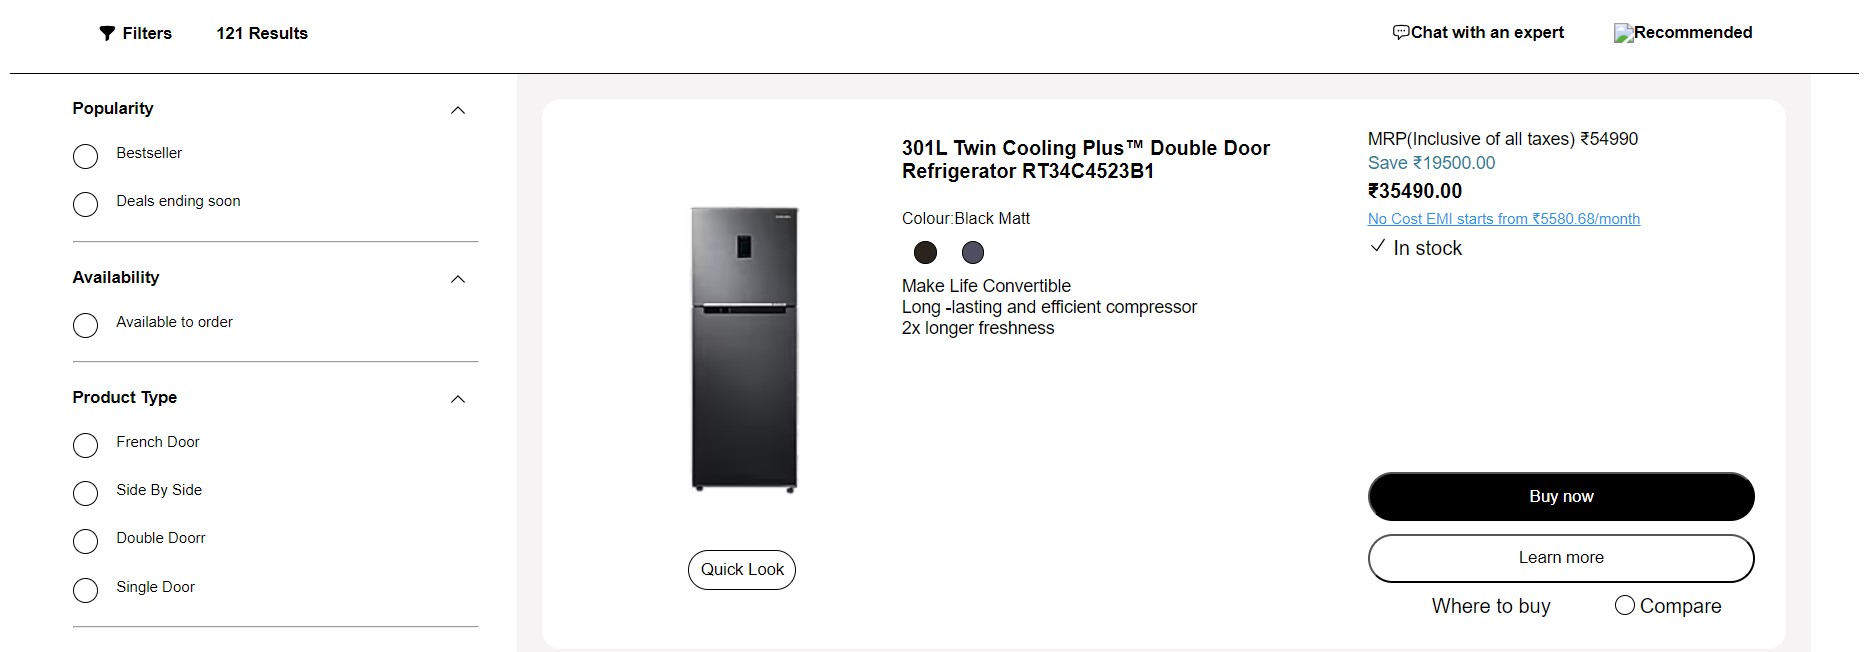 Filters 121 Results Chat with an expert Recommended
Popularity
Bestseller
Deals ending soon
Availability
Available to order
Product Type
French Door
Side By Side
Double Doorr
Single Door
SAMSUNG
Quick Look
301L Twin Cooling Plus™ Double Door
Refrigerator RT34C4523B1
Colour:Black Matt
Make Life Convertible
Long -lasting and efficient compressor
2x longer freshness
MRP(Inclusive of all taxes) ₹54990
Save ₹19500.00
₹35490.00
No Cost EMI starts from ₹5580.68/month
In stock
Buy now
Learn more
Where to buy Compare